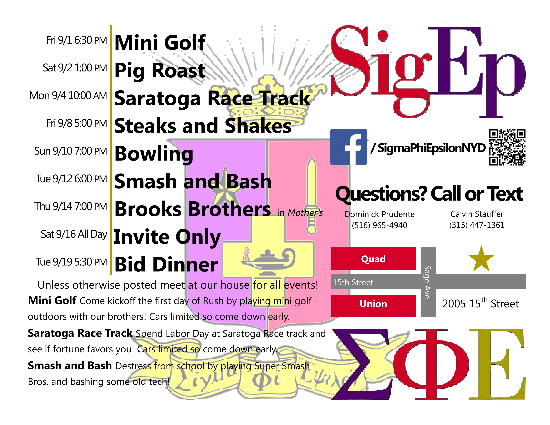 Fri 9/1 6:30 PM Mini Golf
Sat 9/2 1:00 PM Pig Roast
Mon 9/4 10:00 AM Saratoga Race Track
Fri 9/8 5:00 PM Steaks and Shakes
Sun 9/10 7:00 PM Bowling
Tue 9/12 6:00 PM Smash and Bash
Thu 9/14 7:00 PM Brooks Brothers in Mother's
Sat 9/16 All Day Invite Only
Tue 9/19 5:30 PM Bid Dinner
Unless otherwise posted meet at our house for all events!
Mini Golf Come kickoff the first day of Rush by playing mini golf
outdoors with our brothers! Cars limited so come down early.
Saratoga Race Track Spend Labor Day at Saratoga Race track and
see if fortune favors you. Cars limited so come down early.
Smash and Bash Destress from school by playing Super Smash
Bros. and bashing some old tech!
SigEp
f /SigmaPhiEpsilonNYD
Questions? Call or Text
Dominick Prudente Calvin Stauffer
(516) 965-4940 (315) 447-1361
Quad
15th Street
Sage Ave
Union
2005 15th Street
ΣΦΕ